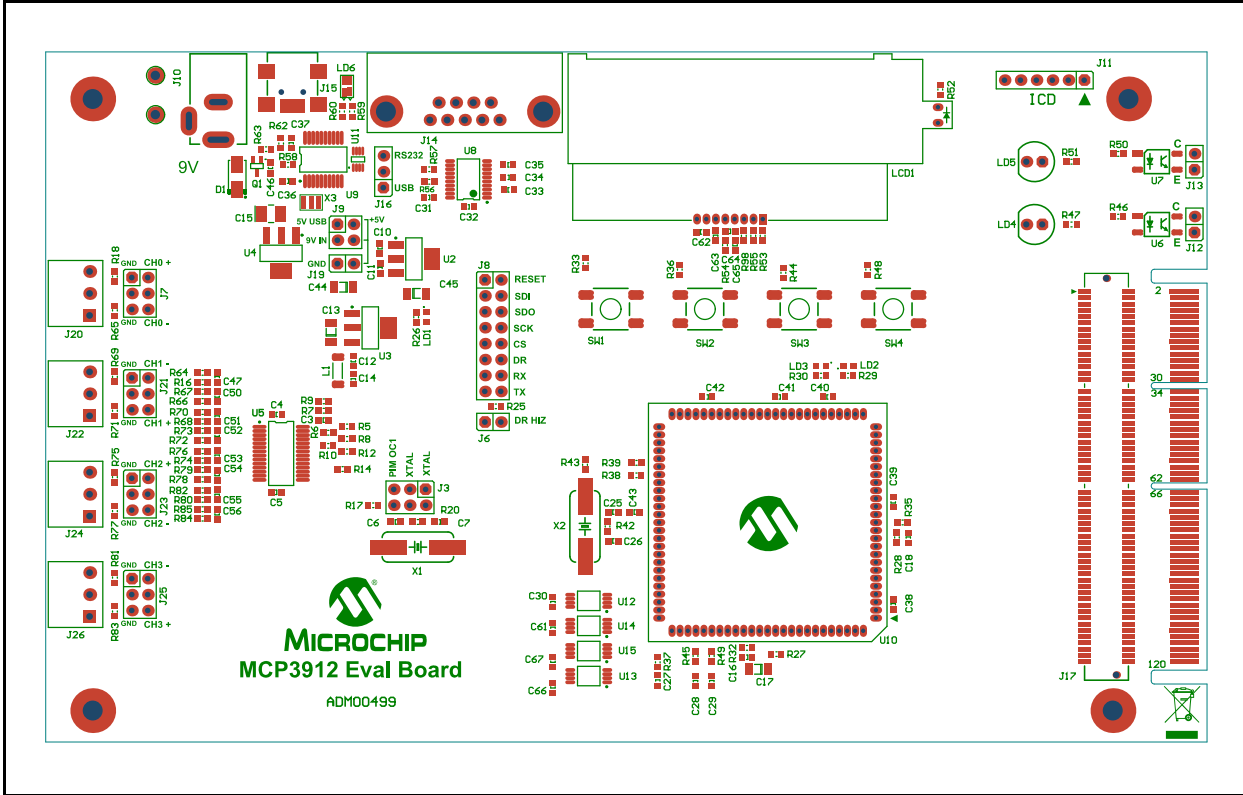 J10
J15
LD6
R60
R59
R62
C37
R63
U11
R58
9V
D1
Q1
C46
C36
X3
U9
RS232
USB
J16
J14
R57
U8
R56
C31
C32
C35
C34
C33
LCD1
R52
J11
ICD
LD5
R51
R50
C
E
U7
J13
LD4
R47
R46
C
E
U6
J12
C15
5V USB
J9
+5V
9V IN
U4
GND
J19
C10
C11
U2
C44
C45
C13
U3
R26
LD1
L1
C12
C14
C62
C63
R54
C64
C65
R98
R55
R53
R33
R36
R44
R48
SW1
SW2
SW3
SW4
J8
RESET
SDI
SDO
SCK
CS
DR
RX
TX
R25
J6
DR HIZ
LD3
R30
LD2
R29
C42
C41
C40
R18
GND
CH0 +
J7
R65
GND
CH0 -
J20
R69
GND
CH1 -
J21
R71
GND
CH1 +
J22
R75
GND
CH2 +
J23
R77
GND
CH2 -
J24
R81
GND
CH3 -
J25
R83
GND
CH3 +
J26
R64
R16
C47
R67
C50
R66
R70
R68
C51
R73
C52
R72
R76
R74
C53
R79
C54
R78
R82
R80
C55
R85
C56
R84
U5
C4
C5
R9
R7
C3
R6
R5
R8
R10
R12
R14
PIM OC1
XTAL
XTAL
J3
R17
R20
C6
C7
X1
R43
R39
R38
X2
C25
C43
R42
C26
C39
R35
R28
C18
C38
U10
C30
U12
C61
U14
C67
U15
C66
U13
R37
C27
R45
R49
C28
C29
R32
C16
C17
R27
2
30
34
62
66
120
J17
®
MICROCHIP
MCP3912 Eval Board
ADM00499